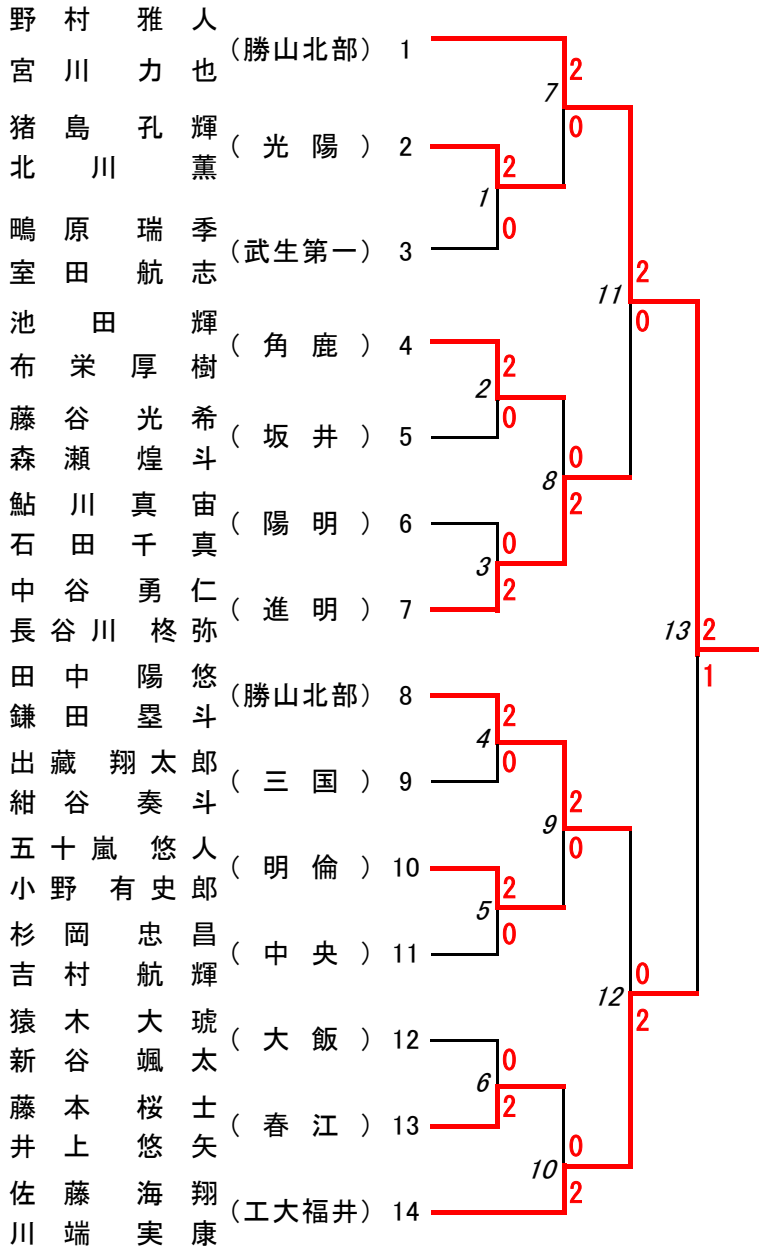 野村雅人
宮川力也
(勝山北部) 1
猪島孔輝
北川薫
(光陽) 2
鴫原瑞季
室田航志
(武生第一) 3
池田輝
布栄厚樹
(角鹿) 4
藤谷光希
森瀬煌斗
(坂井) 5
鮎川真宙
石田千真
(陽明) 6
中谷勇仁
長谷川柊弥
(進明) 7
田中陽悠
鎌田塁斗
(勝山北部) 8
出藏翔太郎
紺谷奏斗
(三国) 9
五十嵐悠人
小野有史郎
(明倫) 10
杉岡忠昌
吉村航輝
(中央) 11
猿木大琥
新谷颯太
(大飯) 12
藤本桜士
井上悠矢
(春江) 13
佐藤海翔
川端実康
(工大福井) 14
1 2 0
2 2 0
3 0 2
4 2 0
5 2 0
6 0 2
7 2 0
8 0 2
9 2 0
10 0 2
11 2 0
12 0 2
13 2 1